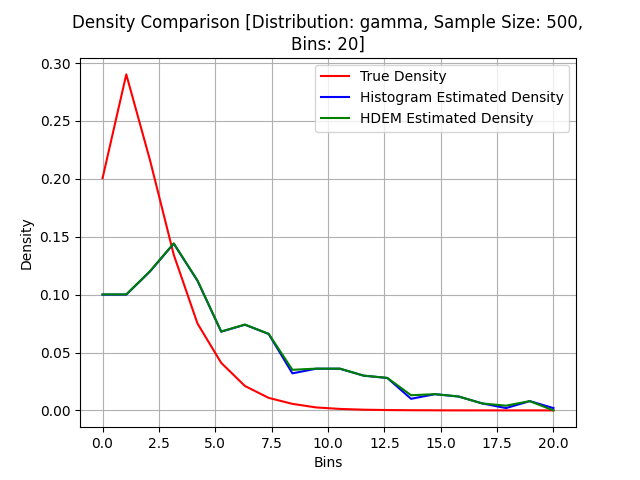 Density Comparison [Distribution: gamma, Sample Size: 500,
Bins: 20]
True Density
Histogram Estimated Density
HDEM Estimated Density
Density
0.30
0.25
0.20
0.15
0.10
0.05
0.00
0.0 2.5 5.0 7.5 10.0 12.5 15.0 17.5 20.0
Bins